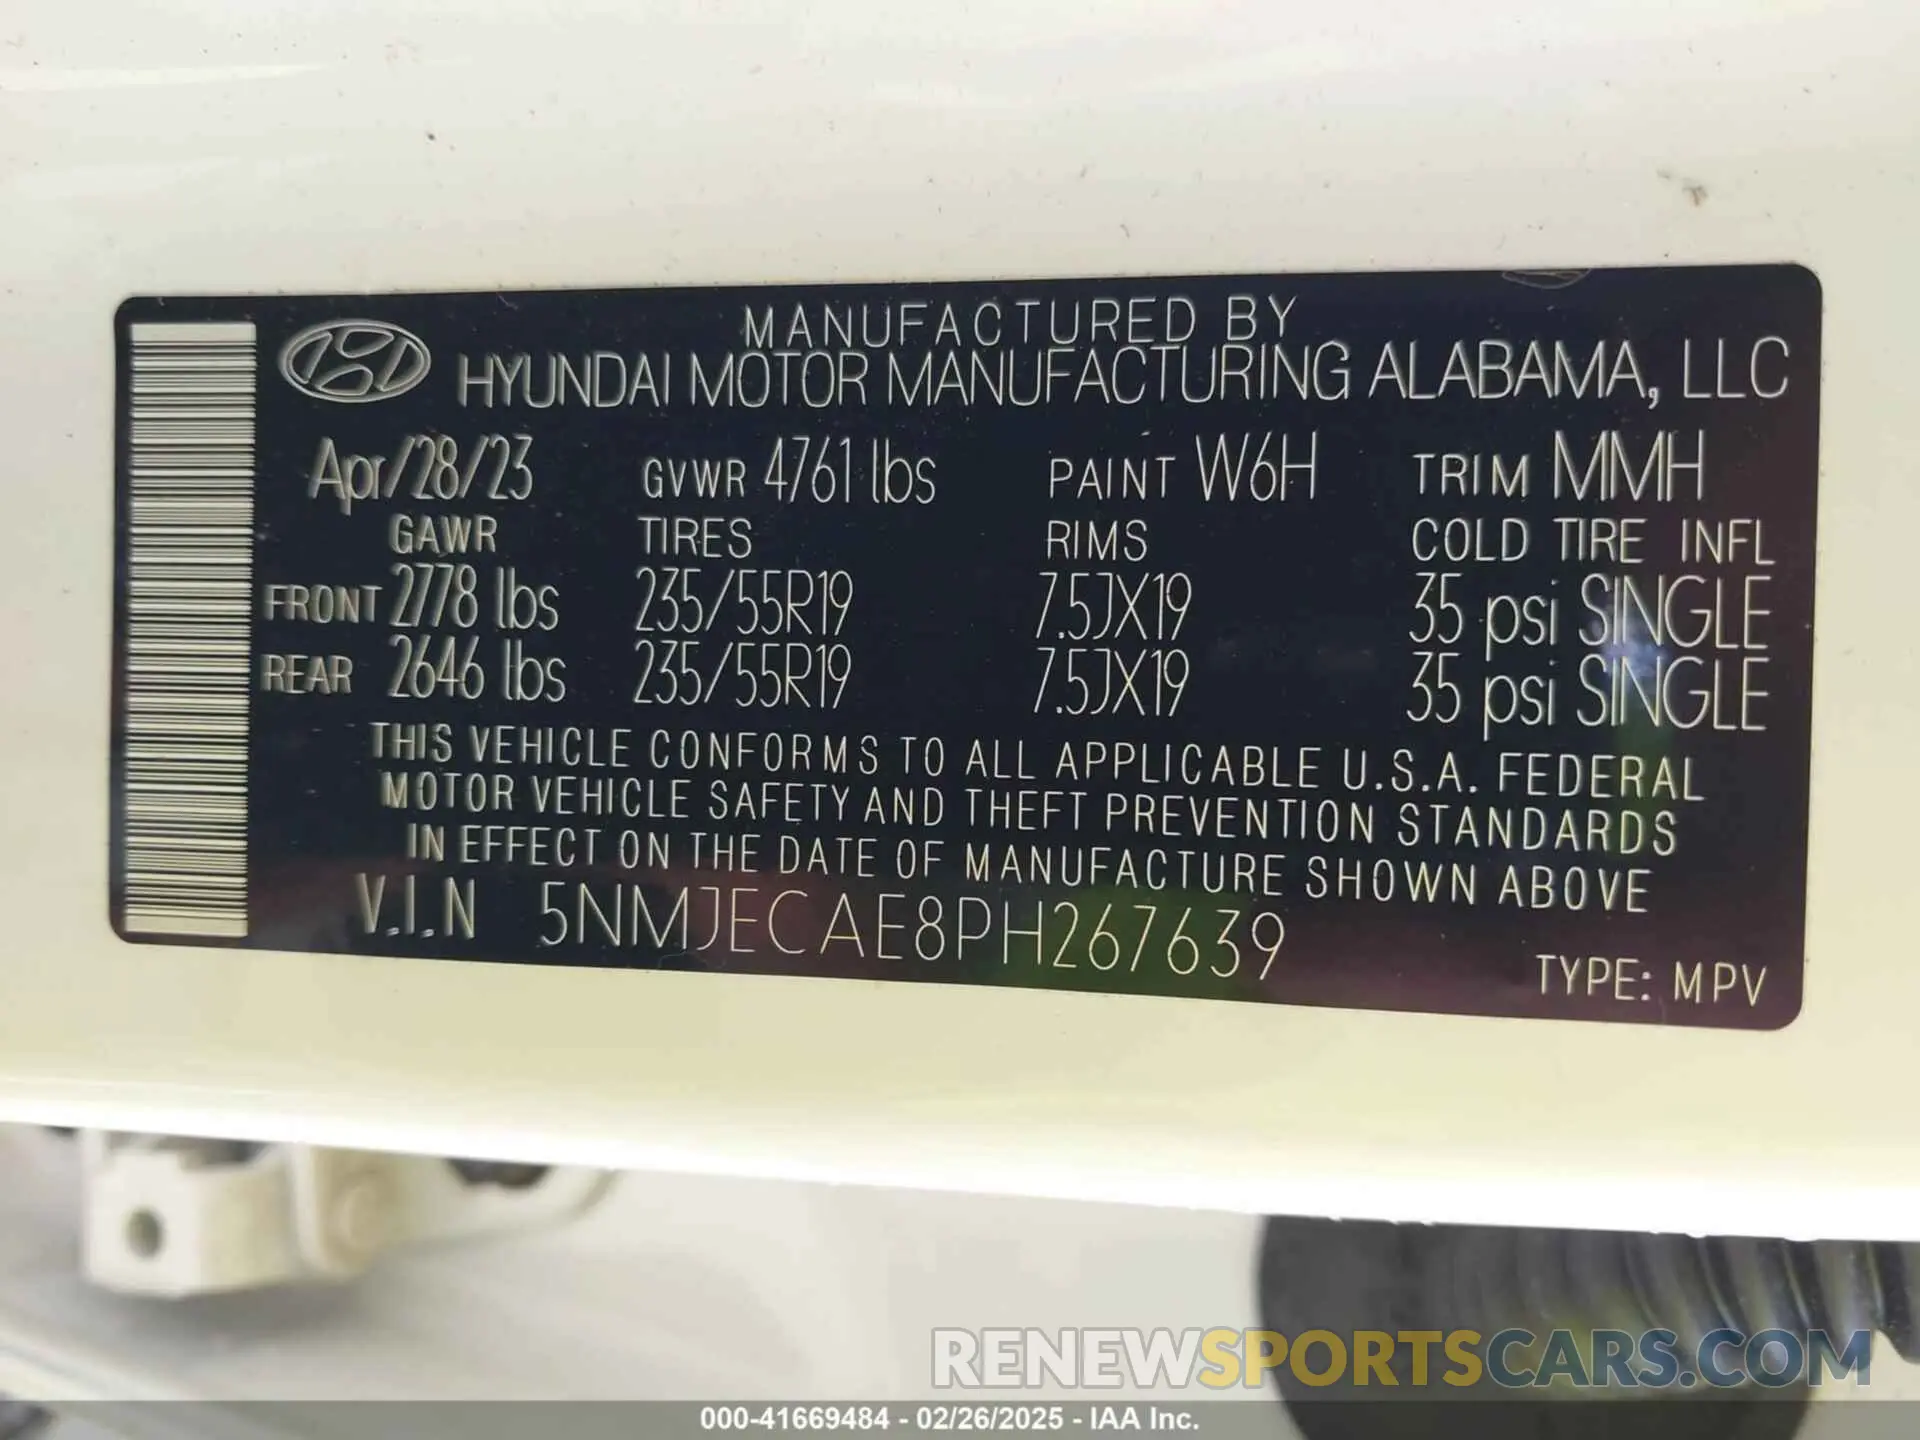 MANUFACTURED BY
HYUNDAI MOTOR MANUFACTURING ALABAMA, LLC
Apr/28/23 GVWR 4761 lbs PAINT W6H TRIM MMH
GAWR TIRES RIMS COLD TIRE INFL
FRONT 2778 lbs 235/55R19 7.5JX19 35 psi SINGLE
REAR 2646 lbs 235/55R19 7.5JX19 35 psi SINGLE
THIS VEHICLE CONFORMS TO ALL APPLICABLE U.S.A. FEDERAL
MOTOR VEHICLE SAFETY AND THEFT PREVENTION STANDARDS
IN EFFECT ON THE DATE OF MANUFACTURE SHOWN ABOVE
V.I.N 5NMJECAE8PH267639
TYPE: MPV
RENEWSPORTSCARS.COM
000-41669484 - 02/26/2025 - IAA Inc.